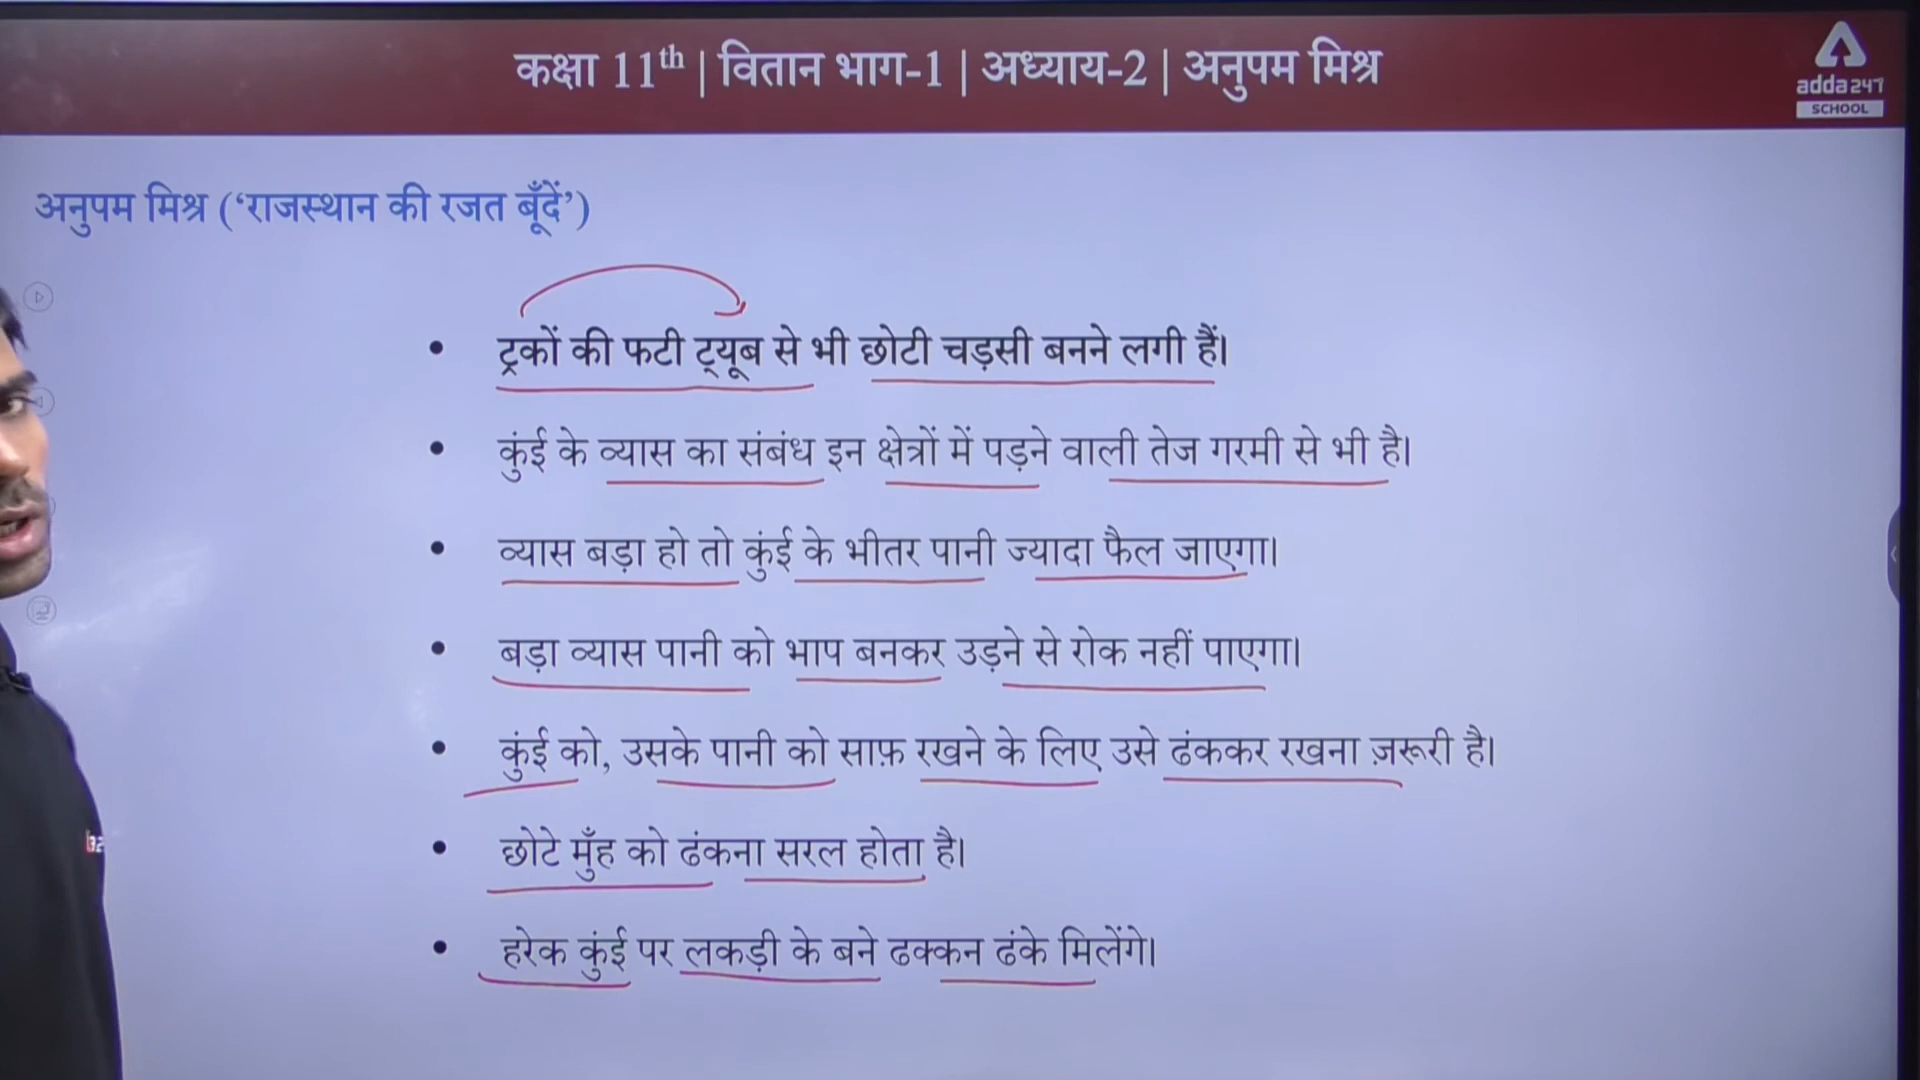 कक्षा 11th | वितान भाग-1 | अध्याय-2 | अनुपम मिश्र
adda247
SCHOOL
अनुपम मिश्र (‘राजस्थान की रजत बूँदें’)
• ट्रकों की फटी ट्यूब से भी छोटी चड़सी बनने लगी हैं।
• कुंई के व्यास का संबंध इन क्षेत्रों में पड़ने वाली तेज गरमी से भी है।
• व्यास बड़ा हो तो कुंई के भीतर पानी ज्यादा फैल जाएगा।
• बड़ा व्यास पानी को भाप बनकर उड़ने से रोक नहीं पाएगा।
• कुंई को, उसके पानी को साफ़ रखने के लिए उसे ढंककर रखना ज़रूरी है।
• छोटे मुँह को ढंकना सरल होता है।
• हरेक कुंई पर लकड़ी के बने ढक्कन ढंके मिलेंगे।